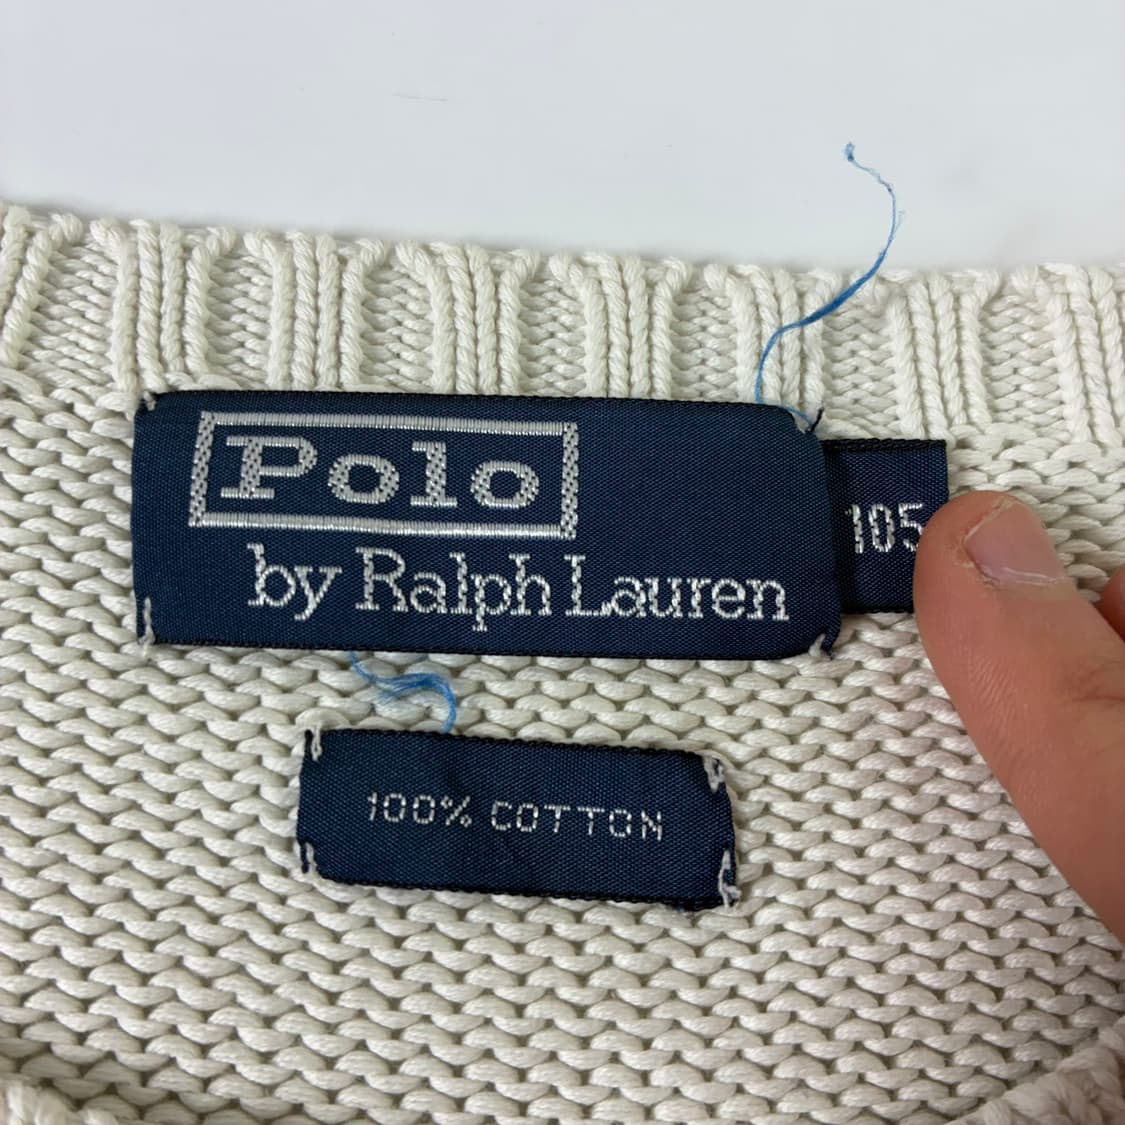 Polo
by Ralph Lauren
105
100% COTTON